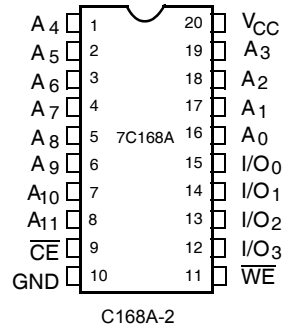 A4 1 20 VCC
A5 2 19 A3
A6 3 18 A2
A7 4 17 A1
A8 5 7C168A 16 A0
A9 6 15 I/O0
A10 7 14 I/O1
A11 8 13 I/O2
C̅E̅ 9 12 I/O3
GND 10 11 W̅E̅
C168A-2